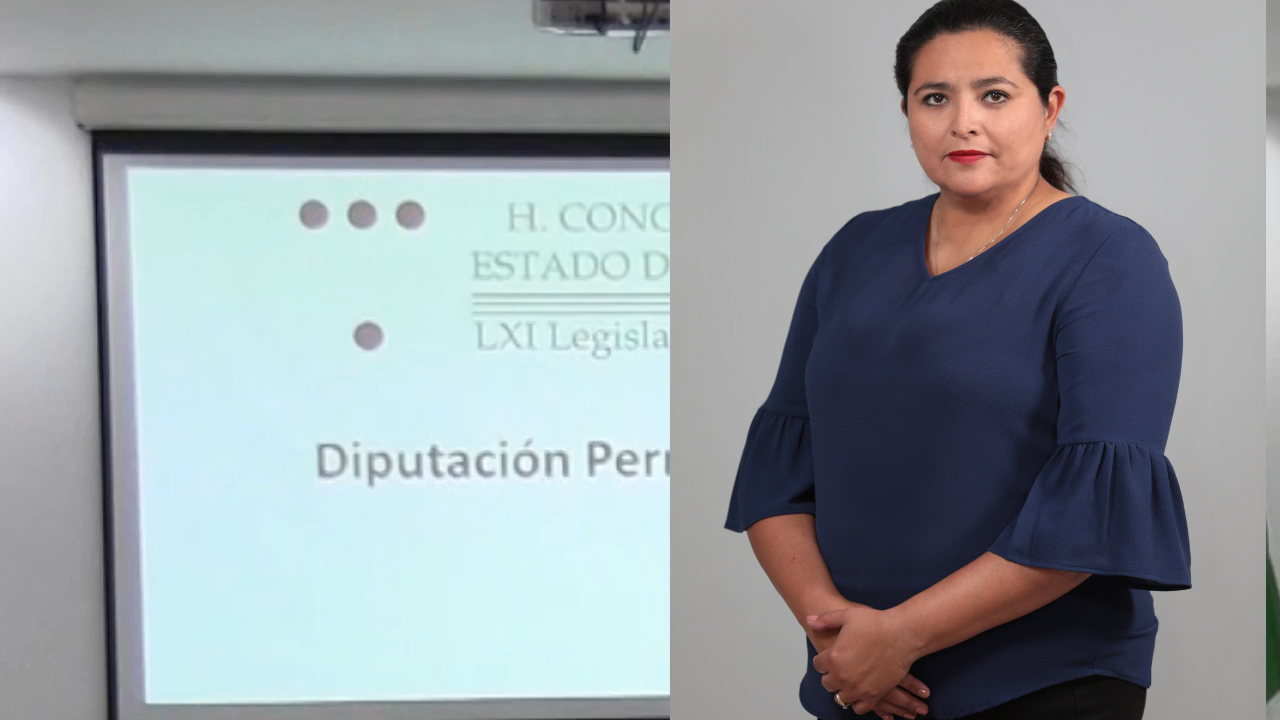 H. CONG
ESTADO D
LXI Legisla
Diputación Per